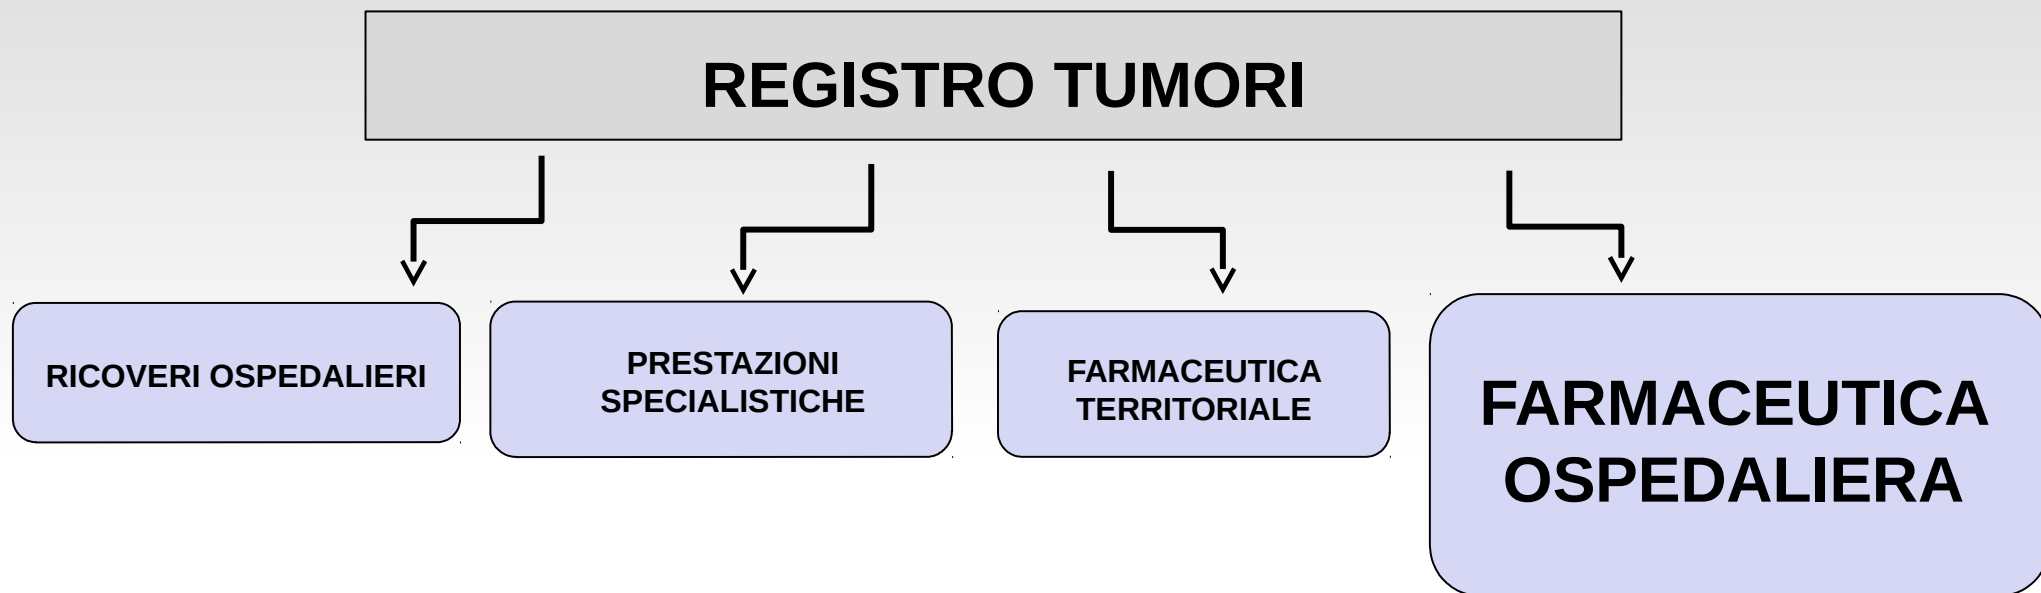 REGISTRO TUMORI
RICOVERI OSPEDALIERI
PRESTAZIONI
SPECIALISTICHE
FARMACEUTICA
TERRITORIALE
FARMACEUTICA
OSPEDALIERA